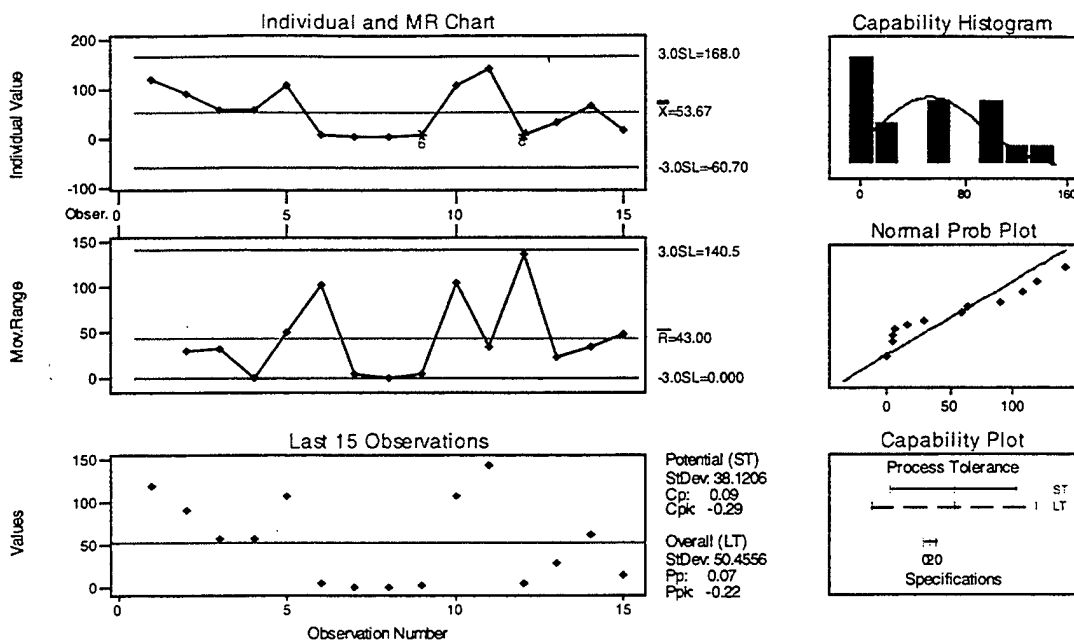 Individual and MR Chart
Individual Value
200
100
0
-100
3.0SL=168.0
X=53.67
-3.0SL=-60.70
Obser. 0
5
10
15
Mov.Range
150
100
50
0
3.0SL=140.5
R=43.00
-3.0SL=0.000
Last 15 Observations
Values
150
100
50
0
0
5
10
15
Observation Number
Potential (ST)
StDev: 38.1206
Cp: 0.09
Cpk: -0.29
Overall (LT)
StDev: 50.4556
Pp: 0.07
Ppk: -0.22
Capability Histogram
0
80
160
Normal Prob Plot
0
50
100
Capability Plot
Process Tolerance
ST
LT
Specifications